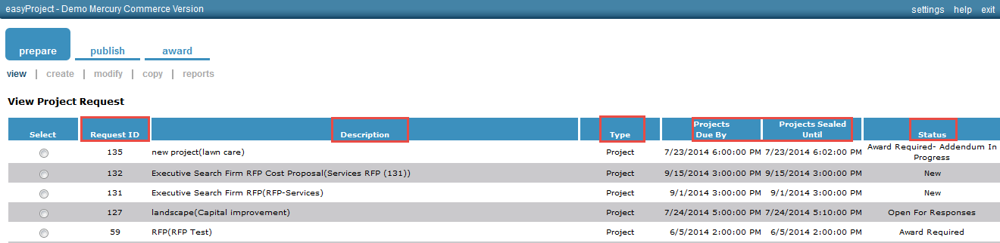 easyProject - Demo Mercury Commerce Version settings help exit
prepare publish award
view | create | modify | copy | reports
View Project Request
Select Request ID Description Type Projects Due By Projects Sealed Until Status
135 new project(lawn care) Project 7/23/2014 6:00:00 PM 7/23/2014 6:02:00 PM Award Required- Addendum In Progress
132 Executive Search Firm RFP Cost Proposal(Services RFP (131)) Project 9/15/2014 3:00:00 PM 9/15/2014 3:00:00 PM New
131 Executive Search Firm RFP(RFP-Services) Project 9/1/2014 3:00:00 PM 9/1/2014 3:00:00 PM New
127 landscape(Capital improvement) Project 7/24/2014 5:00:00 PM 7/24/2014 5:10:00 PM Open For Responses
59 RFP(RFP Test) Project 6/5/2014 2:00:00 PM 6/5/2014 2:00:00 PM Award Required